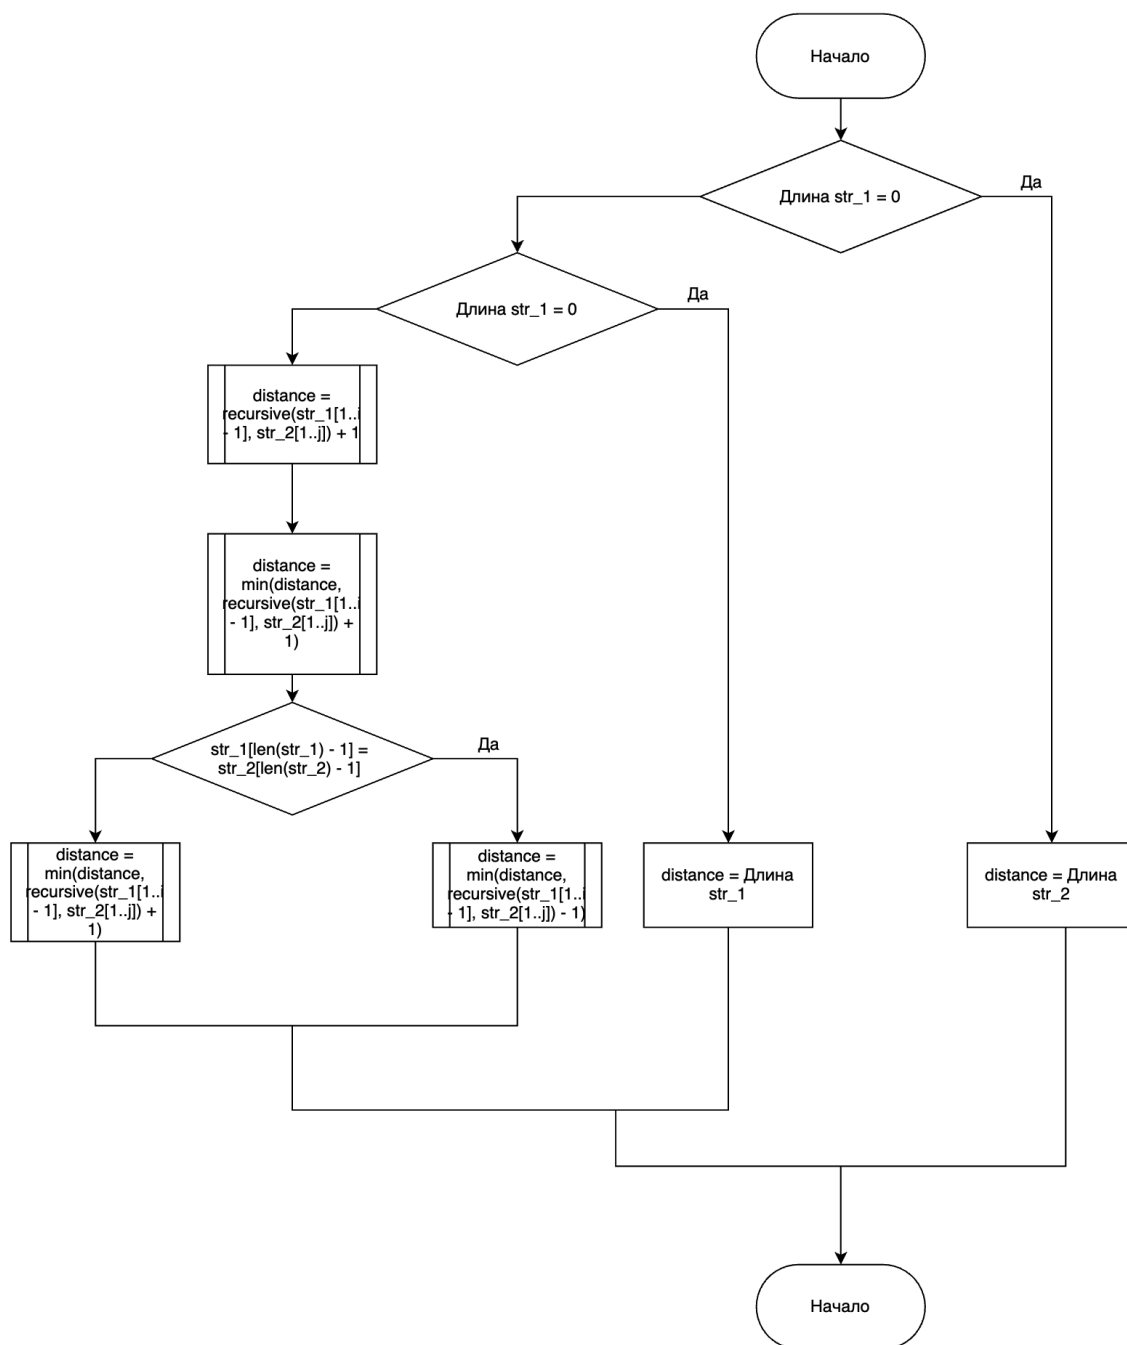 Начало
Длина str_1 = 0
Да
Длина str_1 = 0
Да
distance =
recursive(str_1[1..i
- 1], str_2[1..j]) + 1
distance =
min(distance,
recursive(str_1[1..i
- 1], str_2[1..j]) +
1)
str_1[len(str_1) - 1] =
str_2[len(str_2) - 1]
Да
distance =
min(distance,
recursive(str_1[1..i
- 1], str_2[1..j]) +
1)
distance =
min(distance,
recursive(str_1[1..i
- 1], str_2[1..j]) - 1)
distance = Длина
str_1
distance = Длина
str_2
Начало